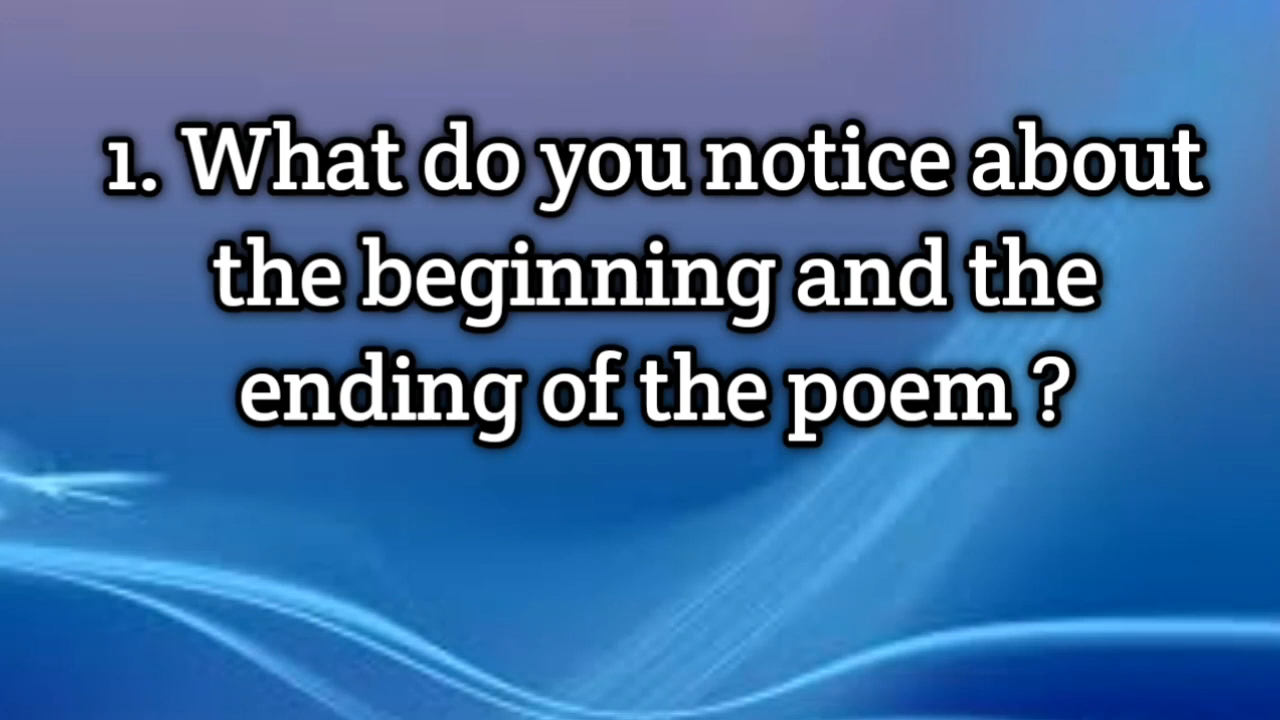 1. What do you notice about
the beginning and the
ending of the poem ?